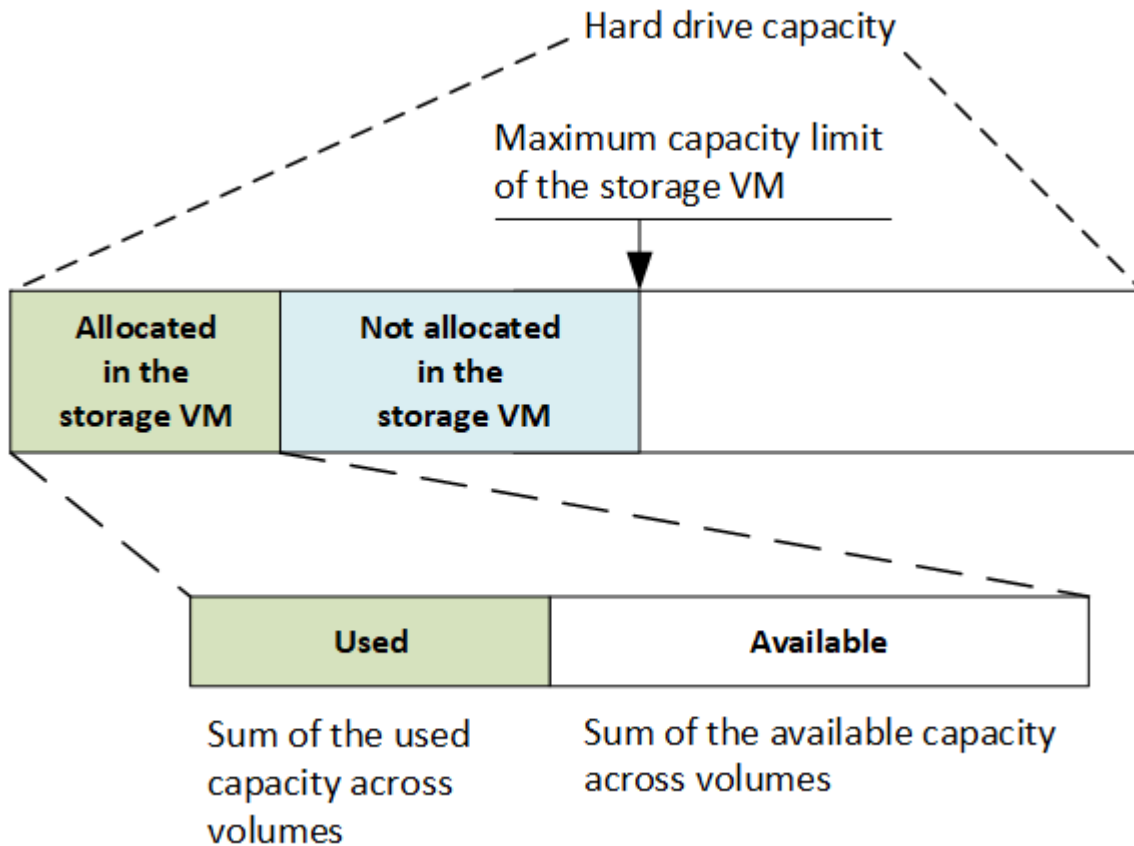 Hard drive capacity
Maximum capacity limit
of the storage VM
Allocated
in the
storage VM
Not allocated
in the
storage VM
Used
Available
Sum of the used
capacity across
volumes
Sum of the available capacity
across volumes